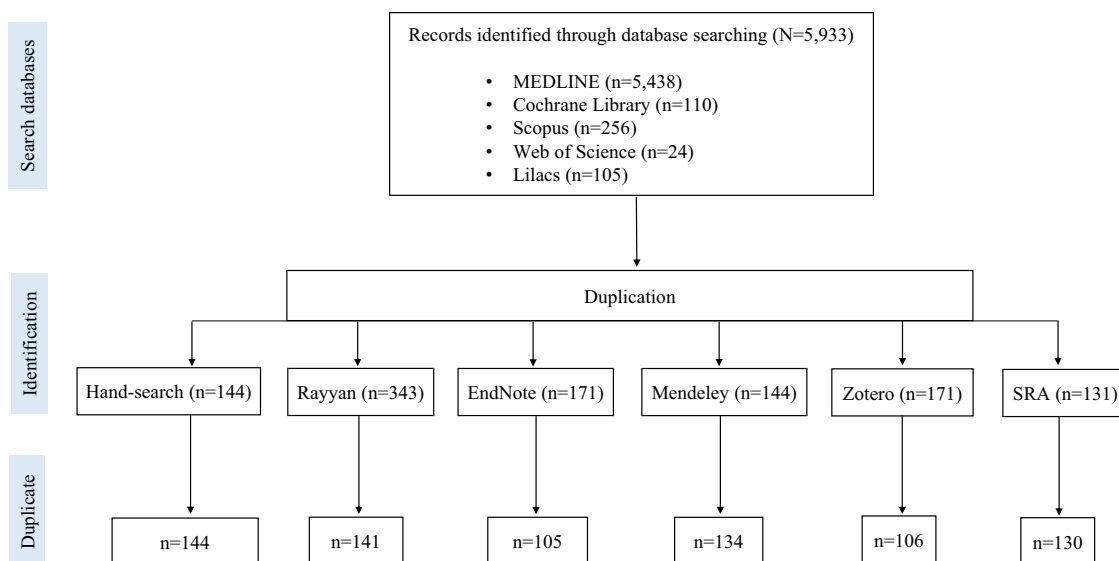 Search databases
Records identified through database searching (N=5,933)
• MEDLINE (n=5,438)
• Cochrane Library (n=110)
• Scopus (n=256)
• Web of Science (n=24)
• Lilacs (n=105)
Identification
Duplication
Hand-search (n=144)
Rayyan (n=343)
EndNote (n=171)
Mendeley (n=144)
Zotero (n=171)
SRA (n=131)
Duplicate
n=144
n=141
n=105
n=134
n=106
n=130